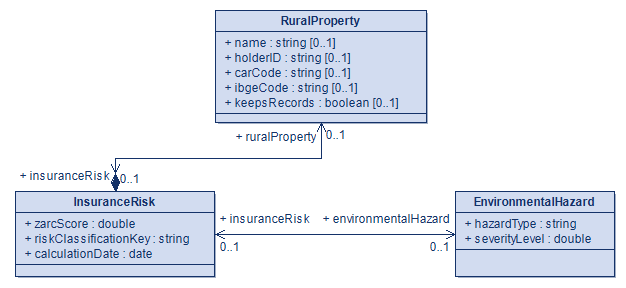 RuralProperty
+ name : string [0..1]
+ holderID : string [0..1]
+ carCode : string [0..1]
+ ibgeCode : string [0..1]
+ keepsRecords : boolean [0..1]
+ ruralProperty
0..1
+ insuranceRisk
0..1
InsuranceRisk
+ zarcScore : double
+ riskClassificationKey : string
+ calculationDate : date
+ insuranceRisk
0..1
+ environmentalHazard
0..1
EnvironmentalHazard
+ hazardType : string
+ severityLevel : double